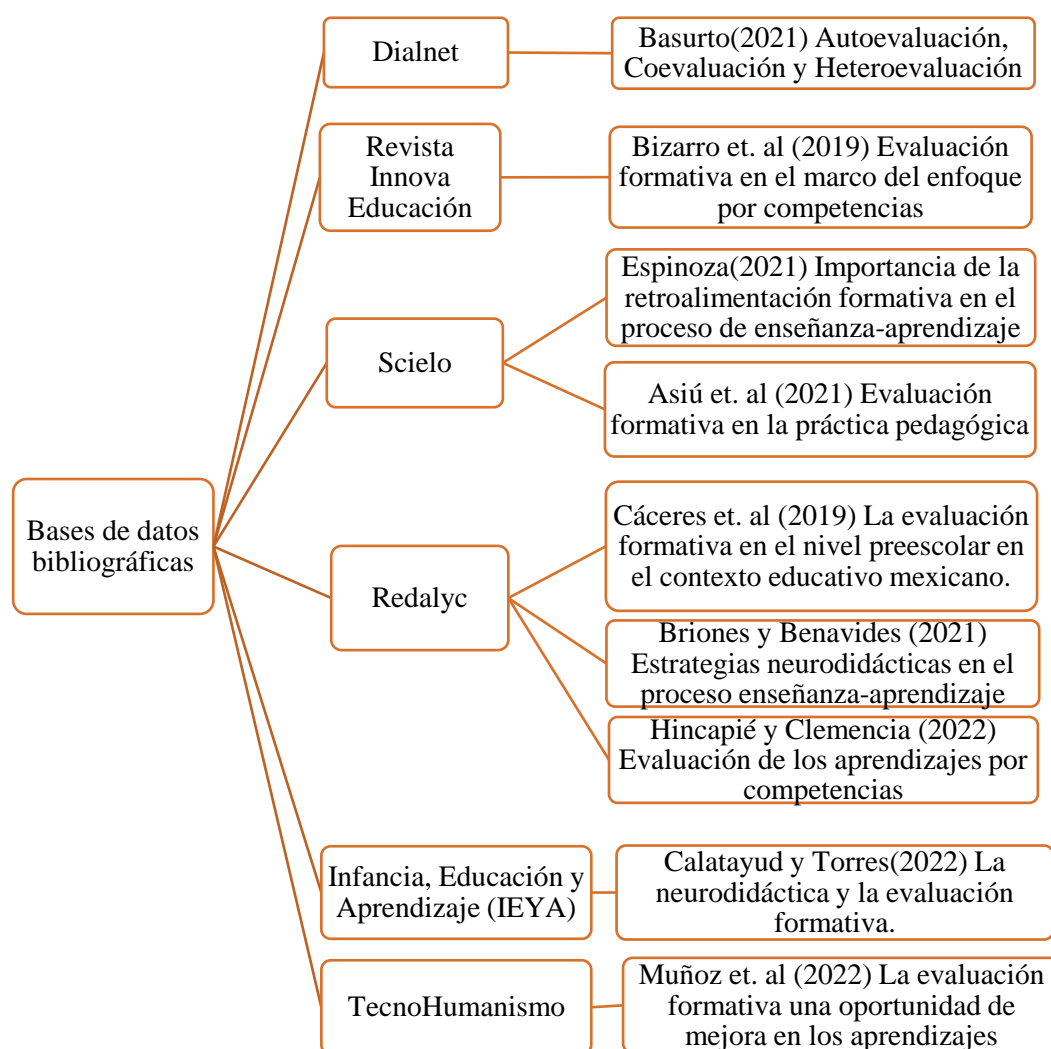 Bases de datos
bibliográficas
Dialnet
Basurto(2021) Autoevaluación,
Coevaluación y Heteroevaluación
Revista
Innova
Educación
Bizarro et. al (2019) Evaluación
formativa en el marco del enfoque
por competencias
Scielo
Espinoza(2021) Importancia de la
retroalimentación formativa en el
proceso de enseñanza-aprendizaje
Asiú et. al (2021) Evaluación
formativa en la práctica pedagógica
Redalyc
Cáceres et. al (2019) La evaluación
formativa en el nivel preescolar en
el contexto educativo mexicano.
Briones y Benavides (2021)
Estrategias neurodidácticas en el
proceso enseñanza-aprendizaje
Hincapié y Clemencia (2022)
Evaluación de los aprendizajes por
competencias
Infancia, Educación y
Aprendizaje (IEYA)
Calatayud y Torres(2022) La
neurodidáctica y la evaluación
formativa.
TecnoHumanismo
Muñoz et. al (2022) La evaluación
formativa una oportunidad de
mejora en los aprendizajes